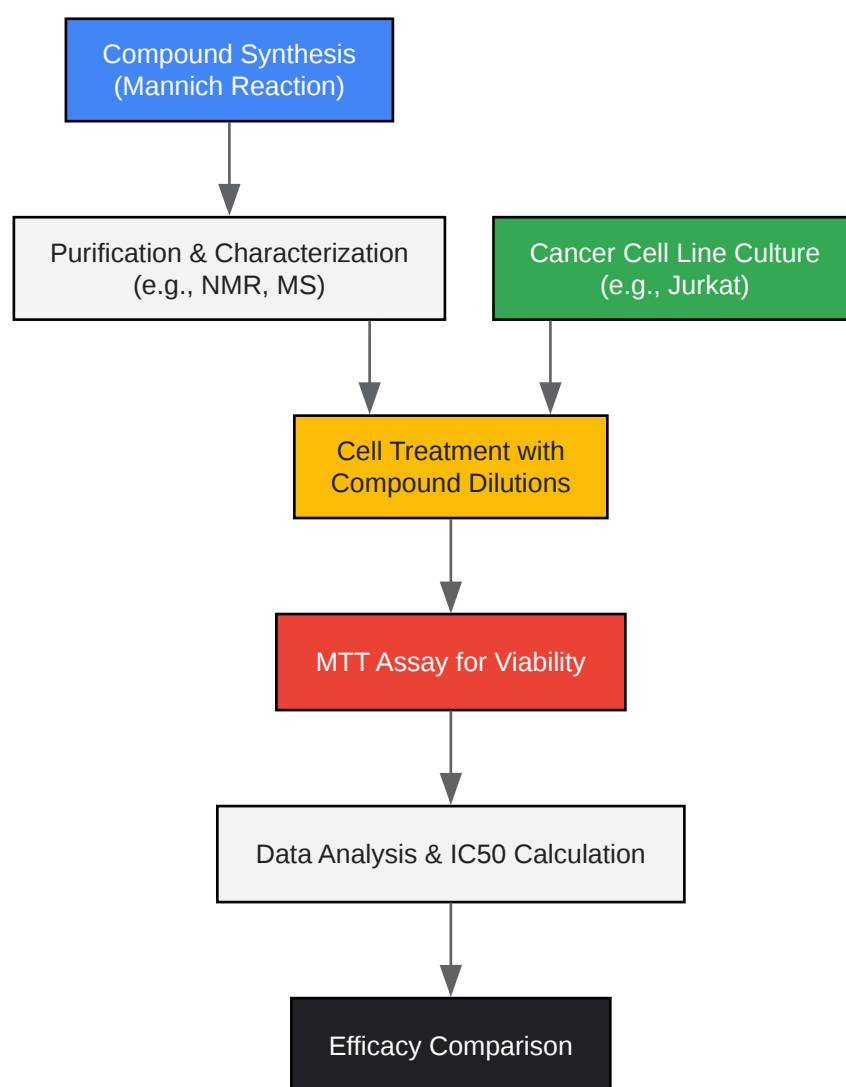 Compound Synthesis
(Mannich Reaction)
Purification & Characterization
(e.g., NMR, MS)
Cancer Cell Line Culture
(e.g., Jurkat)
Cell Treatment with
Compound Dilutions
MTT Assay for Viability
Data Analysis & IC50 Calculation
Efficacy Comparison